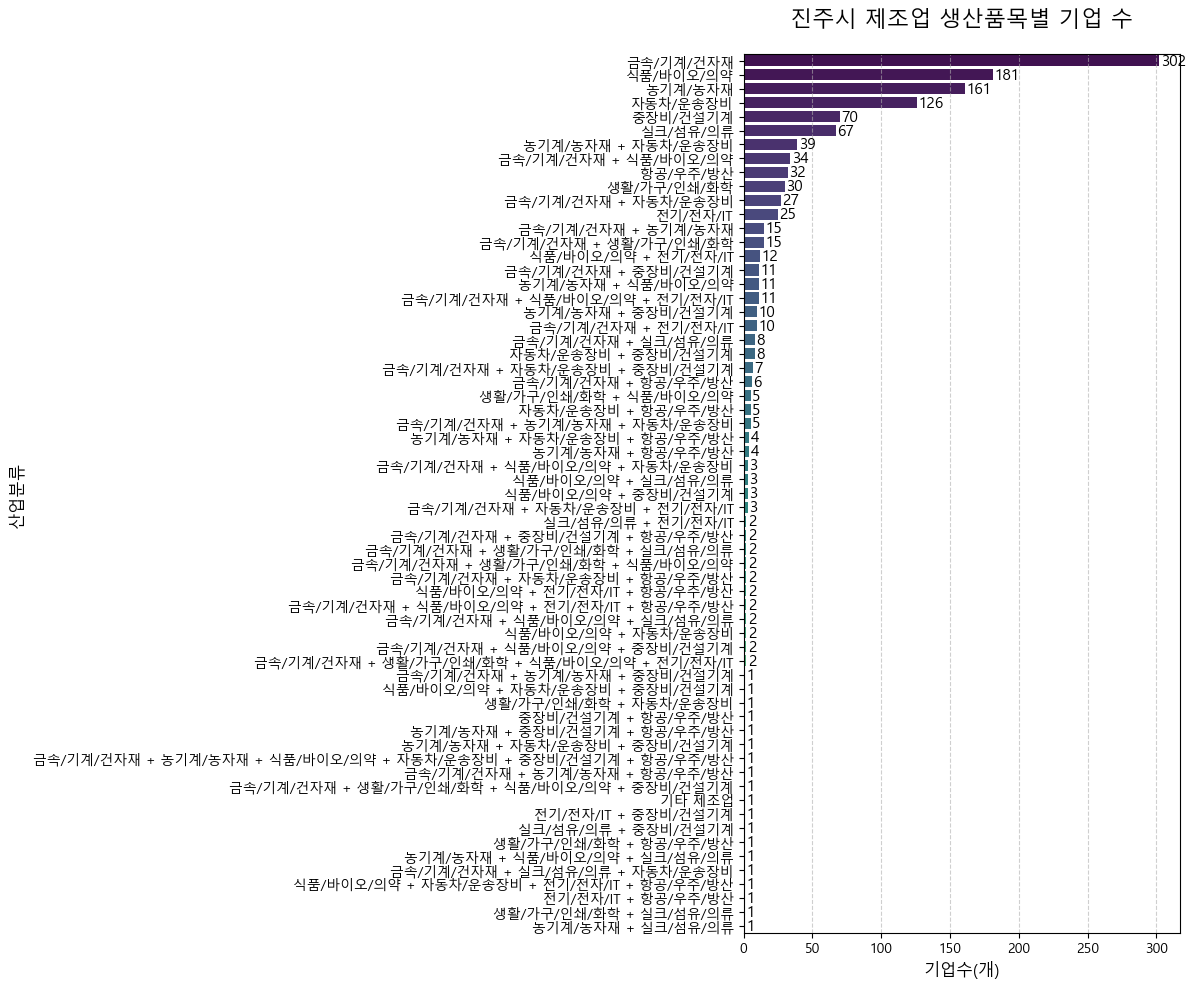 진주시 제조업 생산품목별 기업 수
금속/기계/건자재 302
식품/바이오/의약 181
농기계/농자재 161
자동차/운송장비 126
중장비/건설기계 70
실크/섬유/의류 67
농기계/농자재 + 자동차/운송장비 39
금속/기계/건자재 + 식품/바이오/의약 34
항공/우주/방산 32
생활/가구/인쇄/화학 30
금속/기계/건자재 + 자동차/운송장비 27
전기/전자/IT 25
금속/기계/건자재 + 농기계/농자재 15
금속/기계/건자재 + 생활/가구/인쇄/화학 15
식품/바이오/의약 + 전기/전자/IT 12
금속/기계/건자재 + 중장비/건설기계 11
농기계/농자재 + 식품/바이오/의약 11
금속/기계/건자재 + 식품/바이오/의약 + 전기/전자/IT 11
농기계/농자재 + 중장비/건설기계 10
금속/기계/건자재 + 전기/전자/IT 10
금속/기계/건자재 + 실크/섬유/의류 8
자동차/운송장비 + 중장비/건설기계 8
금속/기계/건자재 + 자동차/운송장비 + 중장비/건설기계 7
금속/기계/건자재 + 항공/우주/방산 6
생활/가구/인쇄/화학 + 식품/바이오/의약 5
자동차/운송장비 + 항공/우주/방산 5
금속/기계/건자재 + 농기계/농자재 + 자동차/운송장비 5
농기계/농자재 + 자동차/운송장비 + 항공/우주/방산 4
농기계/농자재 + 항공/우주/방산 4
금속/기계/건자재 + 식품/바이오/의약 + 자동차/운송장비 3
식품/바이오/의약 + 실크/섬유/의류 3
식품/바이오/의약 + 중장비/건설기계 3
금속/기계/건자재 + 자동차/운송장비 + 전기/전자/IT 3
실크/섬유/의류 + 전기/전자/IT 2
금속/기계/건자재 + 중장비/건설기계 + 항공/우주/방산 2
금속/기계/건자재 + 생활/가구/인쇄/화학 + 실크/섬유/의류 2
금속/기계/건자재 + 생활/가구/인쇄/화학 + 식품/바이오/의약 2
금속/기계/건자재 + 자동차/운송장비 + 항공/우주/방산 2
식품/바이오/의약 + 전기/전자/IT + 항공/우주/방산 2
금속/기계/건자재 + 식품/바이오/의약 + 전기/전자/IT + 항공/우주/방산 2
금속/기계/건자재 + 식품/바이오/의약 + 실크/섬유/의류 2
식품/바이오/의약 + 자동차/운송장비 2
금속/기계/건자재 + 식품/바이오/의약 + 중장비/건설기계 2
금속/기계/건자재 + 생활/가구/인쇄/화학 + 식품/바이오/의약 + 전기/전자/IT 2
금속/기계/건자재 + 농기계/농자재 + 중장비/건설기계 1
식품/바이오/의약 + 자동차/운송장비 + 중장비/건설기계 1
생활/가구/인쇄/화학 + 자동차/운송장비 1
중장비/건설기계 + 항공/우주/방산 1
농기계/농자재 + 중장비/건설기계 + 항공/우주/방산 1
농기계/농자재 + 자동차/운송장비 + 중장비/건설기계 1
금속/기계/건자재 + 농기계/농자재 + 식품/바이오/의약 + 자동차/운송장비 + 중장비/건설기계 + 항공/우주/방산 1
금속/기계/건자재 + 농기계/농자재 + 항공/우주/방산 1
금속/기계/건자재 + 생활/가구/인쇄/화학 + 식품/바이오/의약 + 중장비/건설기계 1
기타 제조업 1
전기/전자/IT + 중장비/건설기계 1
실크/섬유/의류 + 중장비/건설기계 1
생활/가구/인쇄/화학 + 항공/우주/방산 1
농기계/농자재 + 식품/바이오/의약 + 실크/섬유/의류 1
금속/기계/건자재 + 실크/섬유/의류 + 자동차/운송장비 1
식품/바이오/의약 + 자동차/운송장비 + 전기/전자/IT + 항공/우주/방산 1
전기/전자/IT + 항공/우주/방산 1
생활/가구/인쇄/화학 + 실크/섬유/의류 1
농기계/농자재 + 실크/섬유/의류 1
산업분류
0 50 100 150 200 250 300
기업수(개)